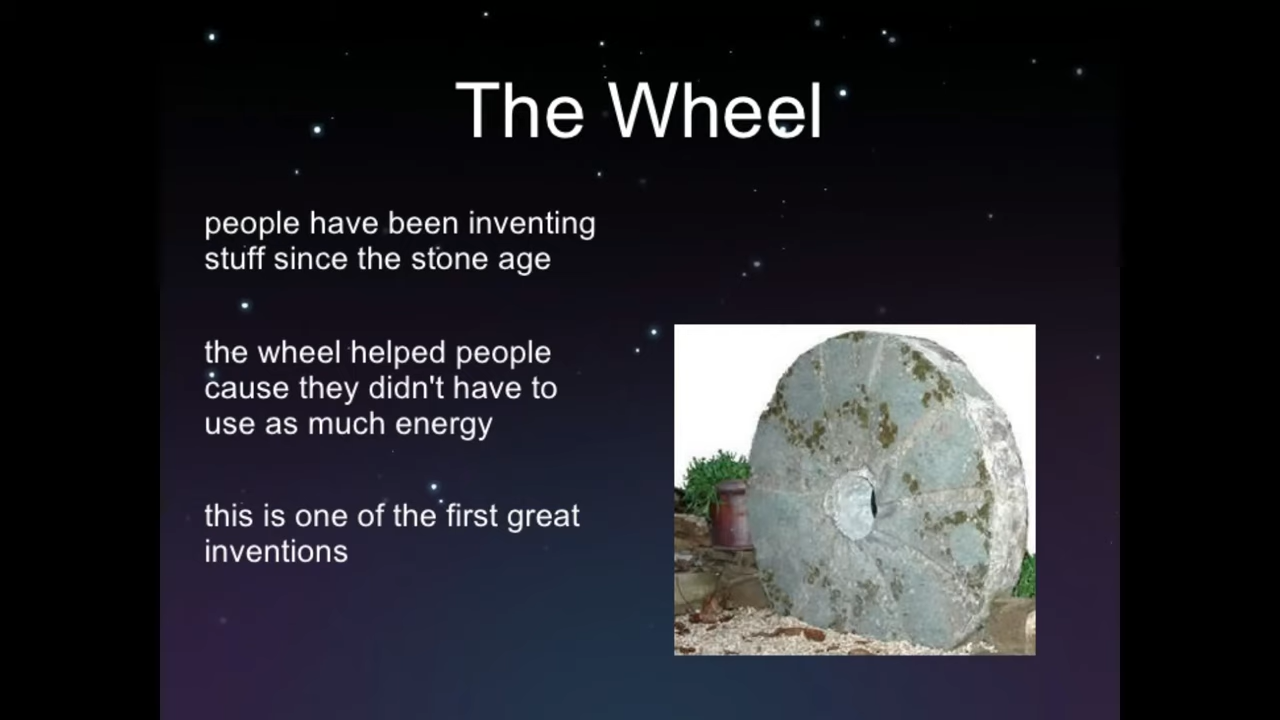 The Wheel
people have been inventing
stuff since the stone age
the wheel helped people
cause they didn't have to
use as much energy
this is one of the first great
inventions